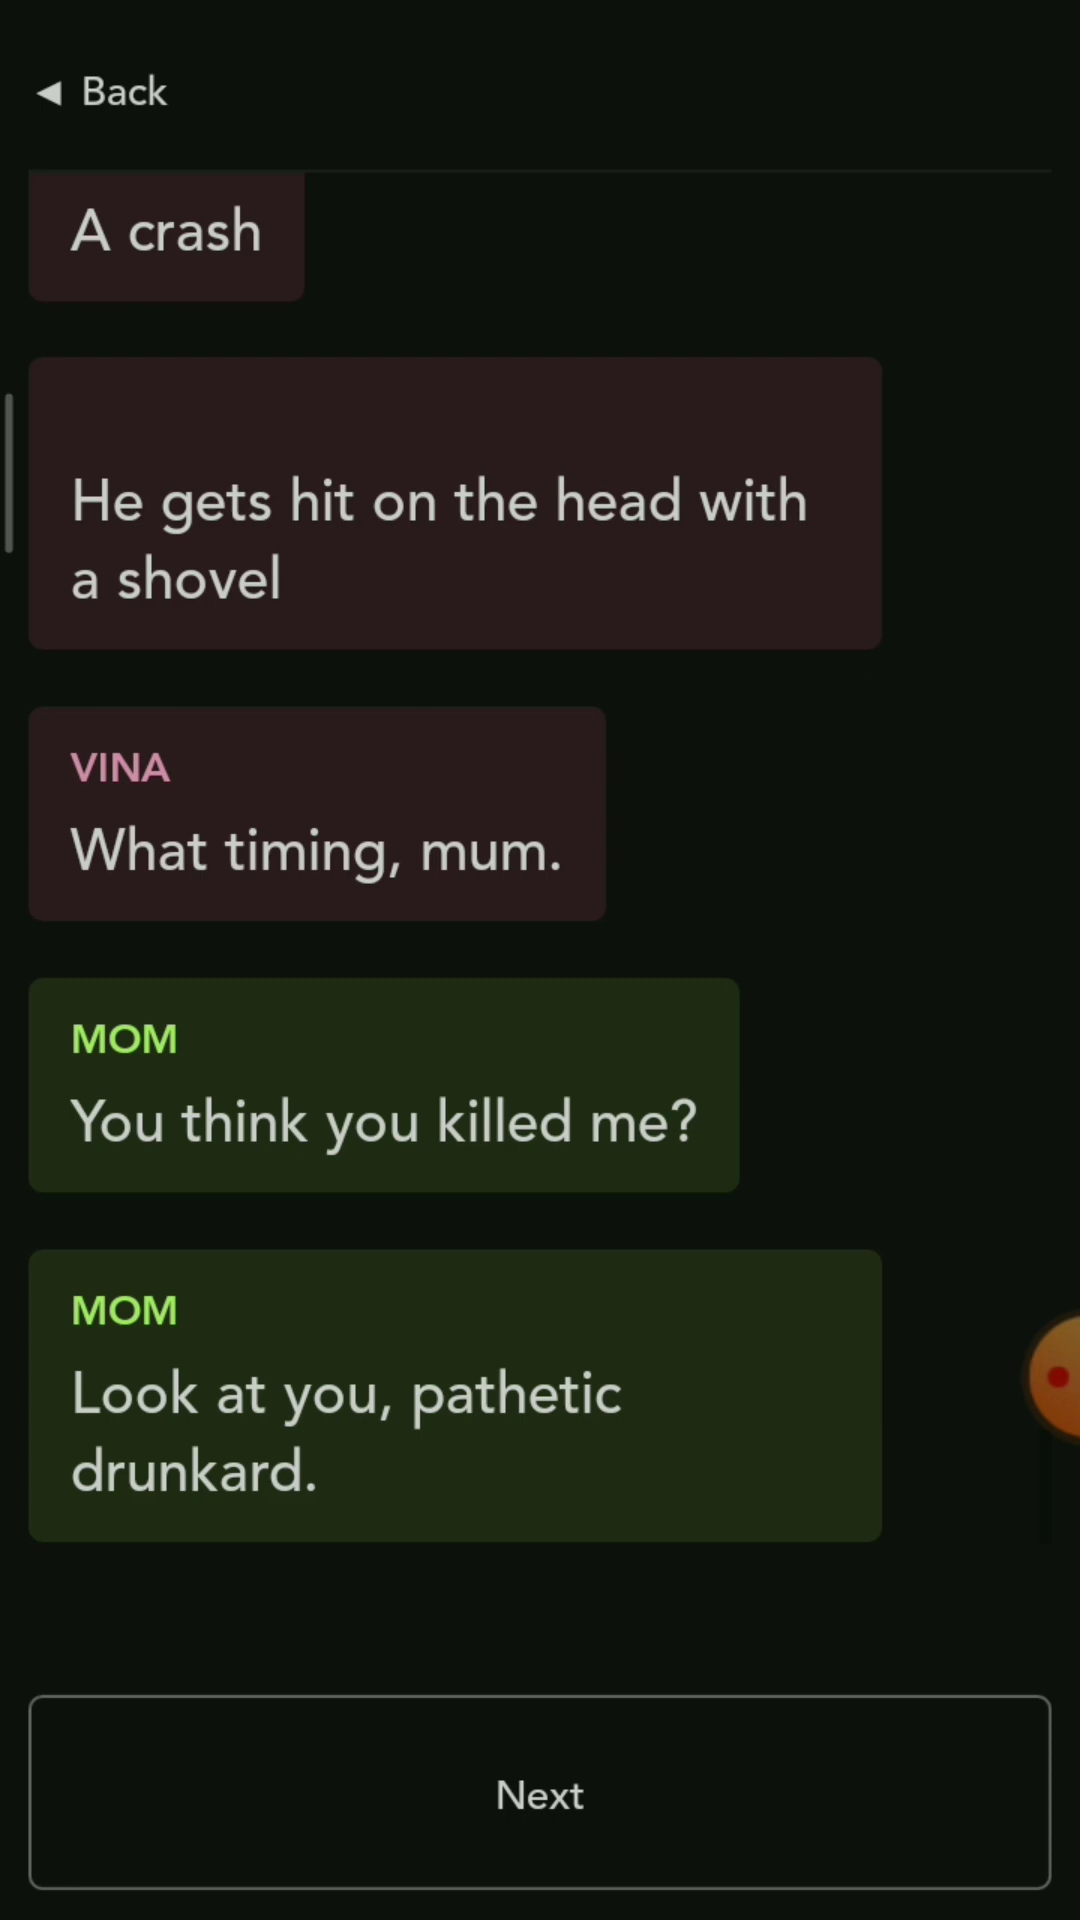 ◄ Back
A crash
He gets hit on the head with
a shovel
VINA
What timing, mum.
MOM
You think you killed me?
MOM
Look at you, pathetic
drunkard.
Next